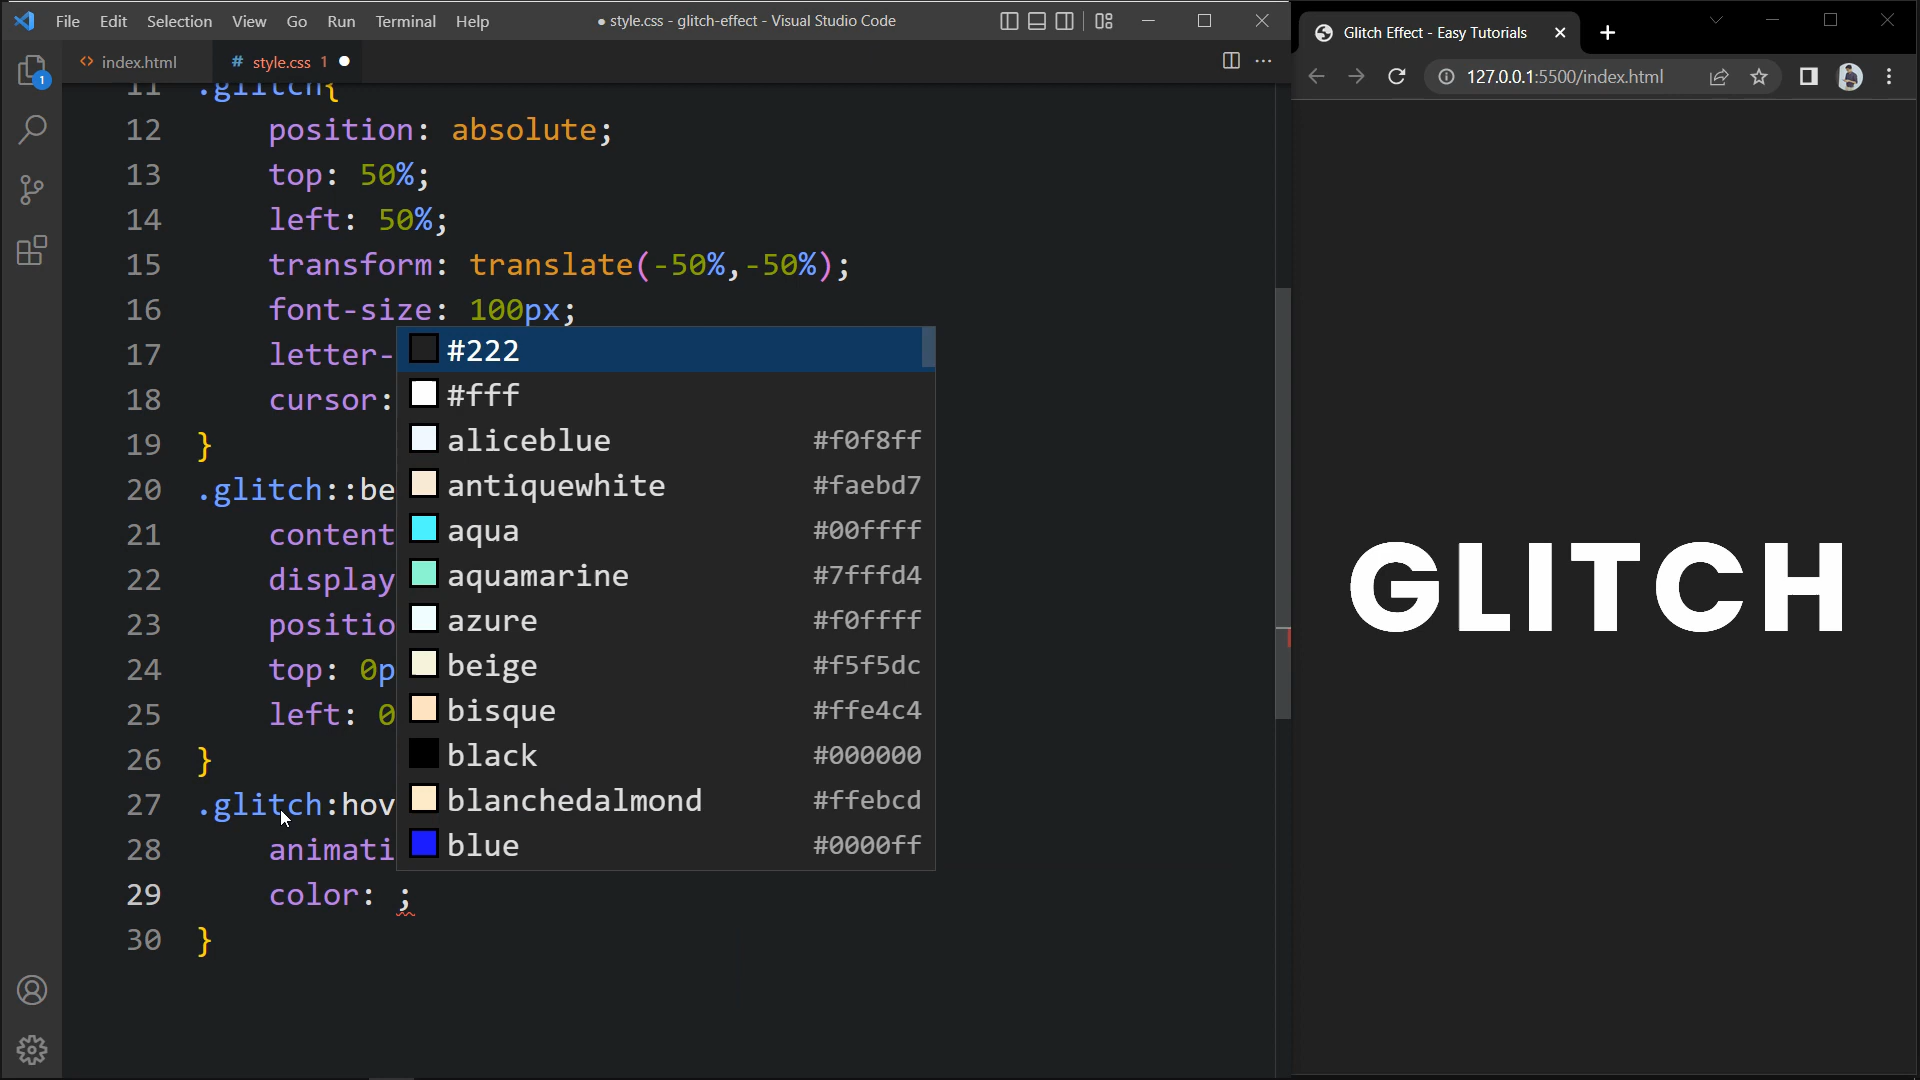 File Edit Selection View Go Run Terminal Help
● style.css - glitch-effect - Visual Studio Code
Glitch Effect - Easy Tutorials
index.html
# style.css 1 ●
127.0.0.1:5500/index.html
1
11 .glitch{
12 position: absolute;
13 top: 50%;
14 left: 50%;
15 transform: translate(-50%,-50%);
16 font-size: 100px;
17 letter-
18 cursor:
19 }
20 .glitch::be
21 content
22 display
23 positio
24 top: 0p
25 left: 0
26 }
27 .glitch:hov
28 animati
29 color: ;
30 }
#222
#fff
aliceblue #f0f8ff
antiquewhite #faebd7
aqua #00ffff
aquamarine #7fffd4
azure #f0ffff
beige #f5f5dc
bisque #ffe4c4
black #000000
blanchedalmond #ffebcd
blue #0000ff
GLITCH